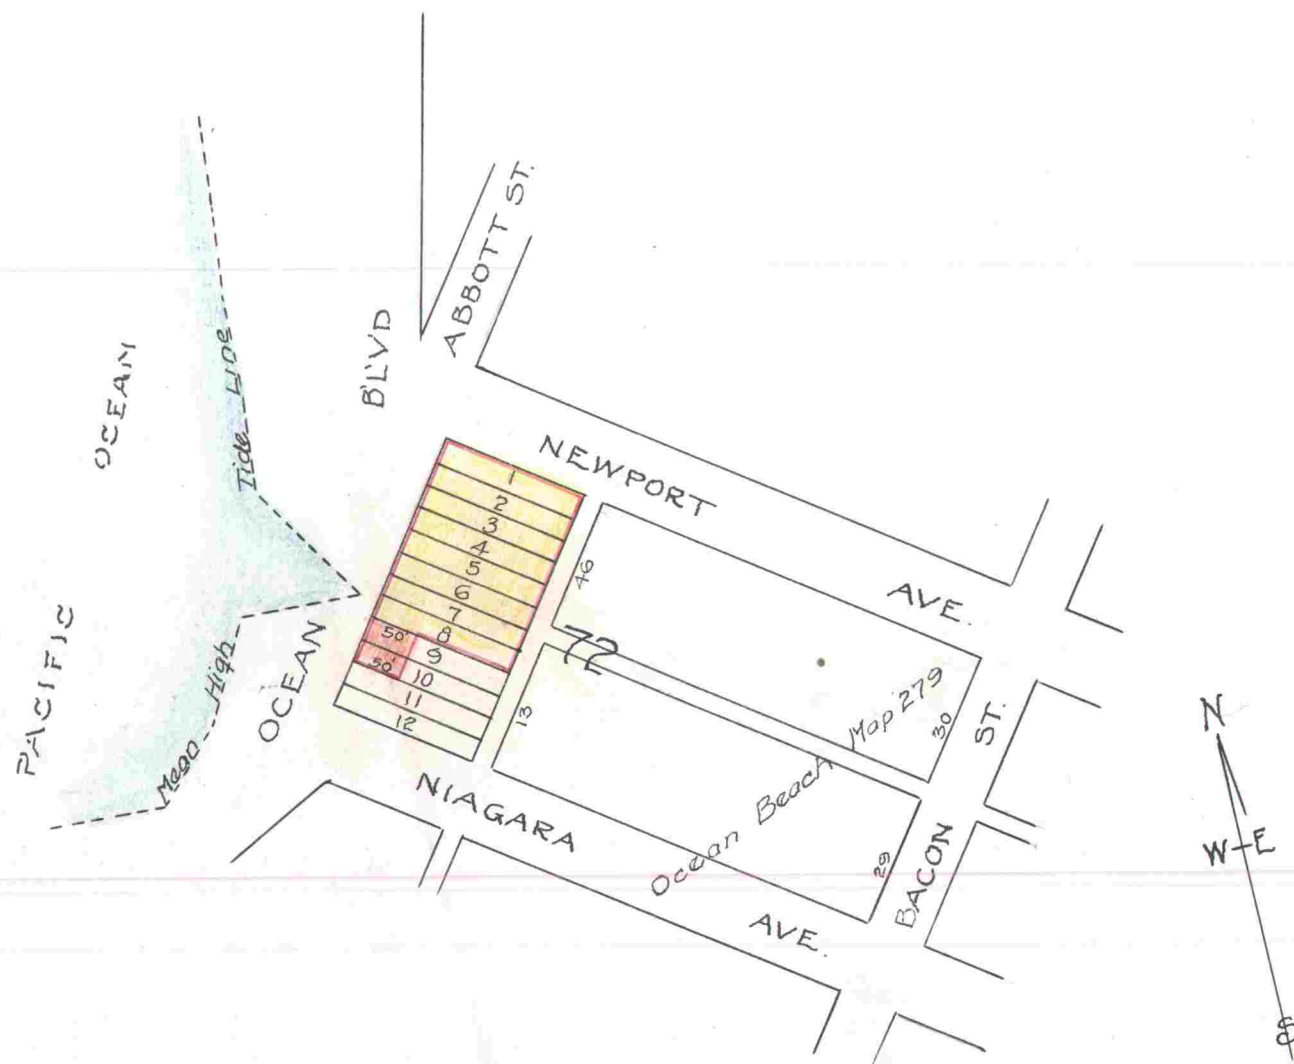 ABBOTT ST.
BL'VD
OCEAN
PACIFIC
OCEAN
Mean High Tide Line
NEWPORT AVE.
1
2
3
4
5
6
7
8
9
10
11
12
50'
50'
46
72
13
Ocean Beach Map 279
30
29
NIAGARA AVE.
BACON ST.
N
W-E
S